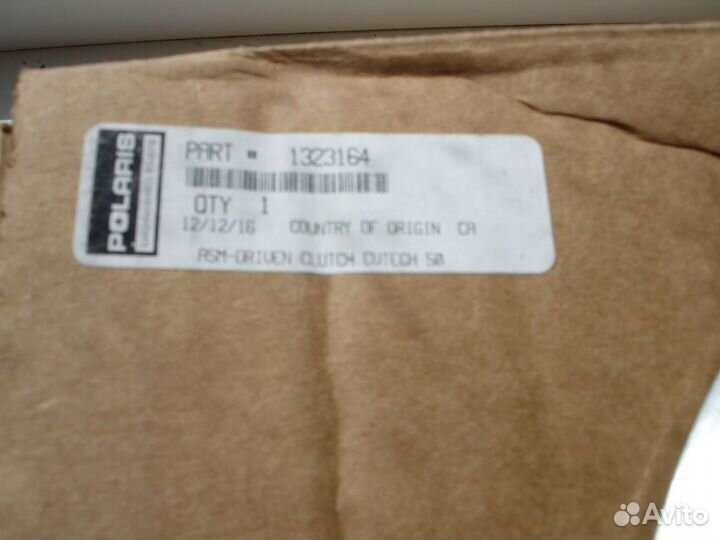 POLARIS
PART # 1323164
QTY 1
12/12/16 COUNTRY OF ORIGIN CA
ASM-DRIVEN CLUTCH CVTECH 50
Avito